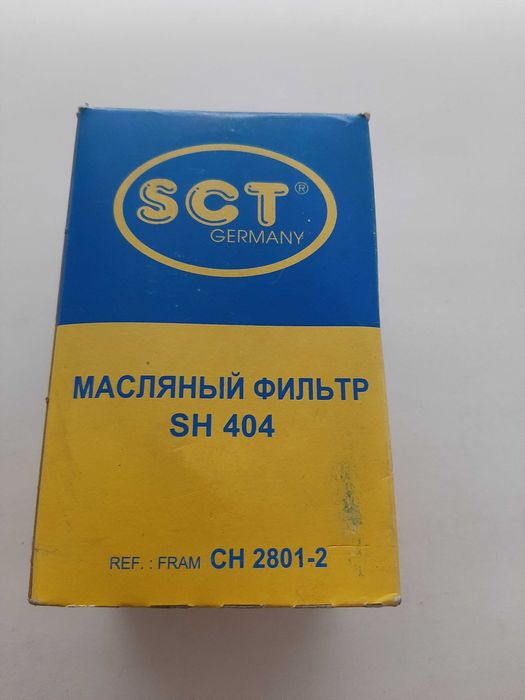 SCT®
GERMANY
МАСЛЯНЫЙ ФИЛЬТР
SH 404
REF. : FRAM CH 2801-2